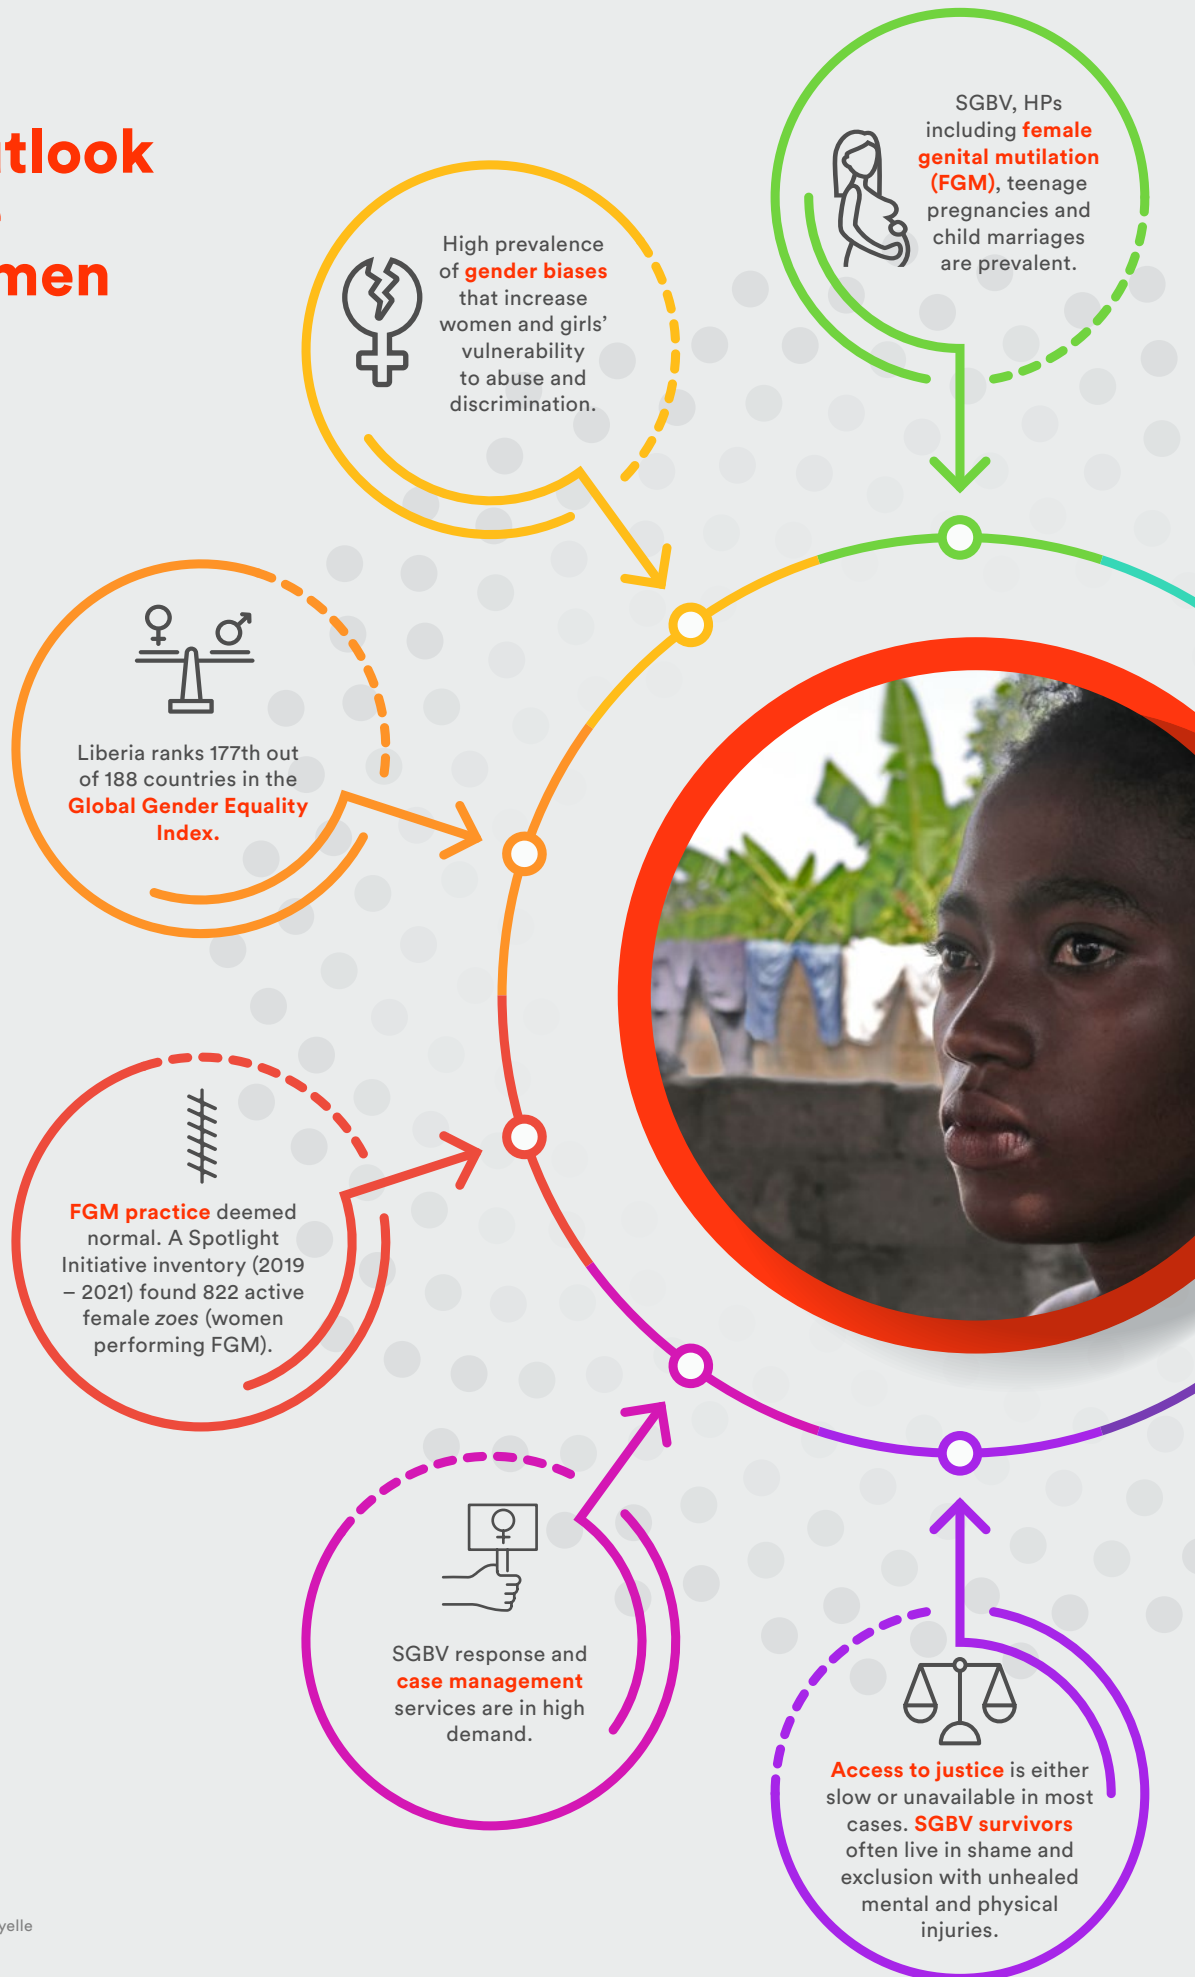 men
SGBV, HPs
including female
genital mutilation
(FGM), teenage
pregnancies and
child marriages
are prevalent.
High prevalence
of gender biases
that increase
women and girls’
vulnerability
to abuse and
discrimination.
Liberia ranks 177th out
of 188 countries in the
Global Gender Equality
Index.
FGM practice deemed
normal. A Spotlight
Initiative inventory (2019
– 2021) found 822 active
female zoes (women
performing FGM).
SGBV response and
case management
services are in high
demand.
Access to justice is either
slow or unavailable in most
cases. SGBV survivors
often live in shame and
exclusion with unhealed
mental and physical
injuries.